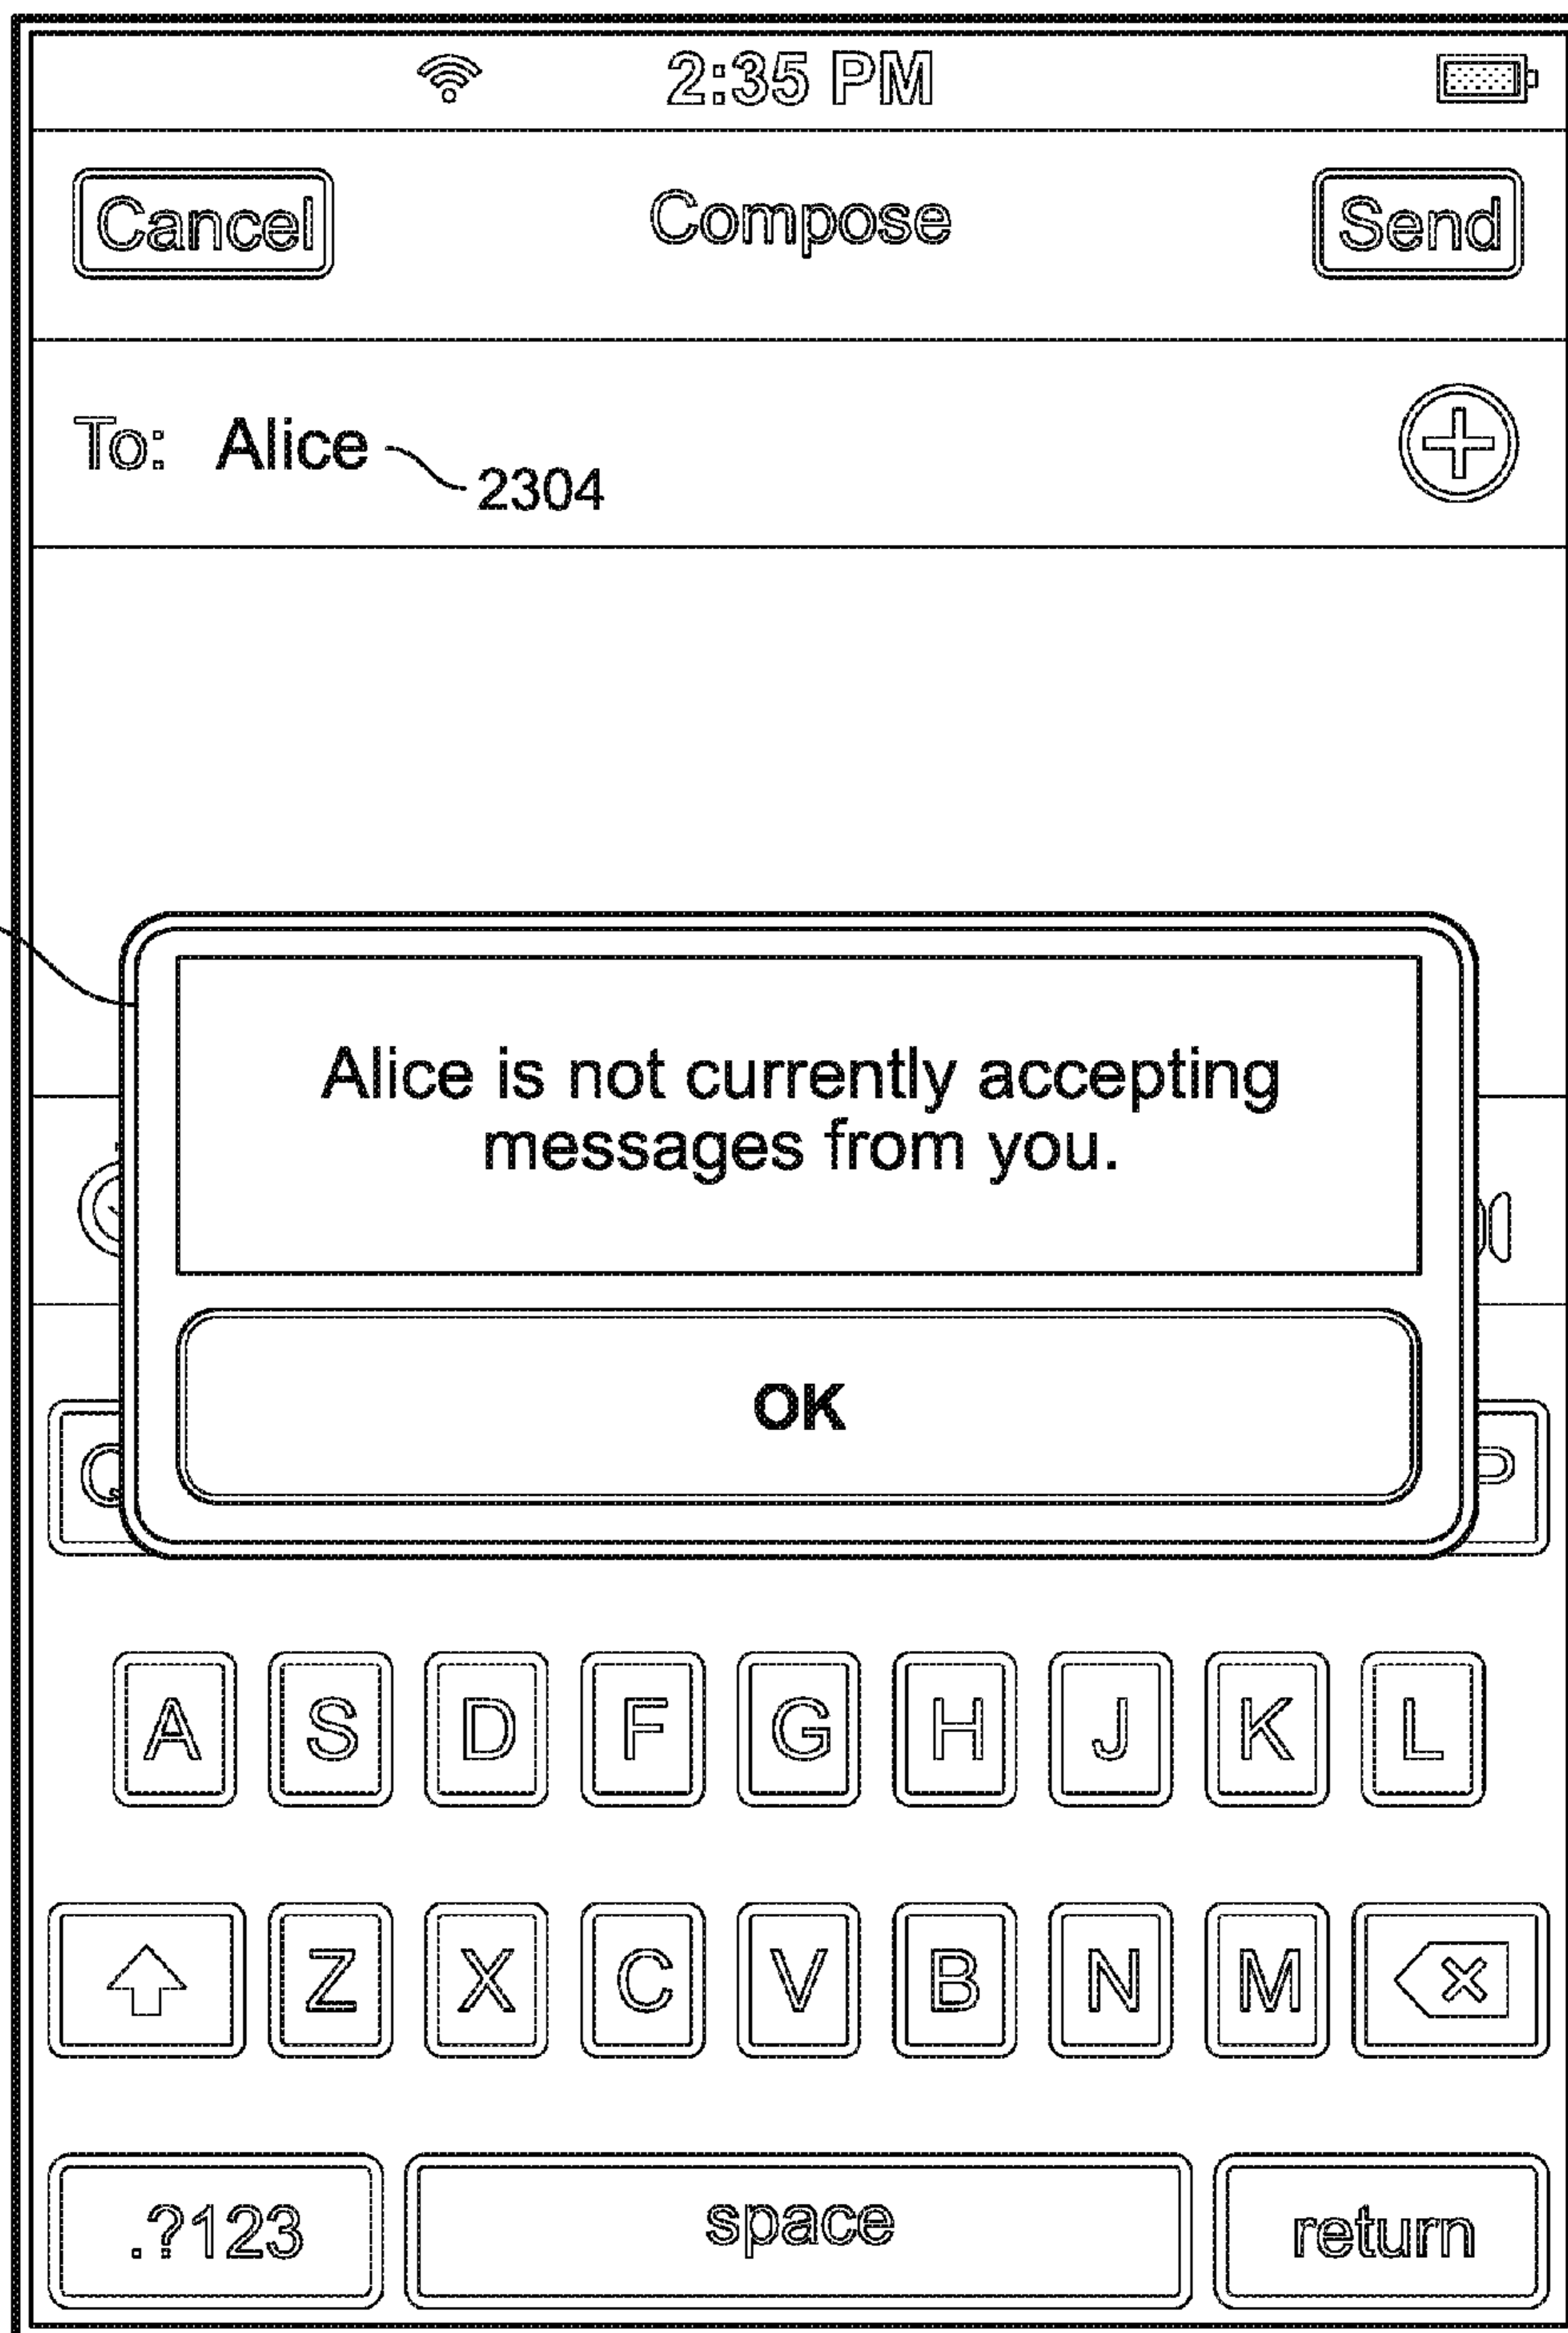 2:35 PM
Cancel Compose Send
To: Alice 2304
Alice is not currently accepting
messages from you.
OK
Q P
A S D F G H J K L
Z X C V B N M
.?123 space return